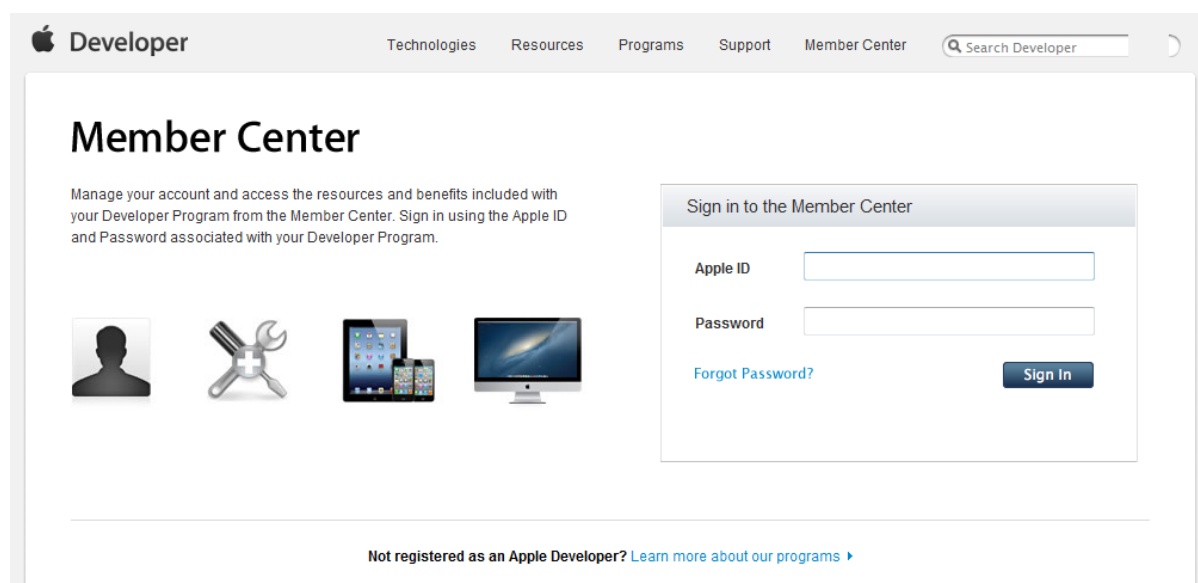 Developer
Technologies Resources Programs Support Member Center Search Developer
Member Center
Manage your account and access the resources and benefits included with
your Developer Program from the Member Center. Sign in using the Apple ID
and Password associated with your Developer Program.
Sign in to the Member Center
Apple ID
Password
Forgot Password? Sign In
Not registered as an Apple Developer? Learn more about our programs